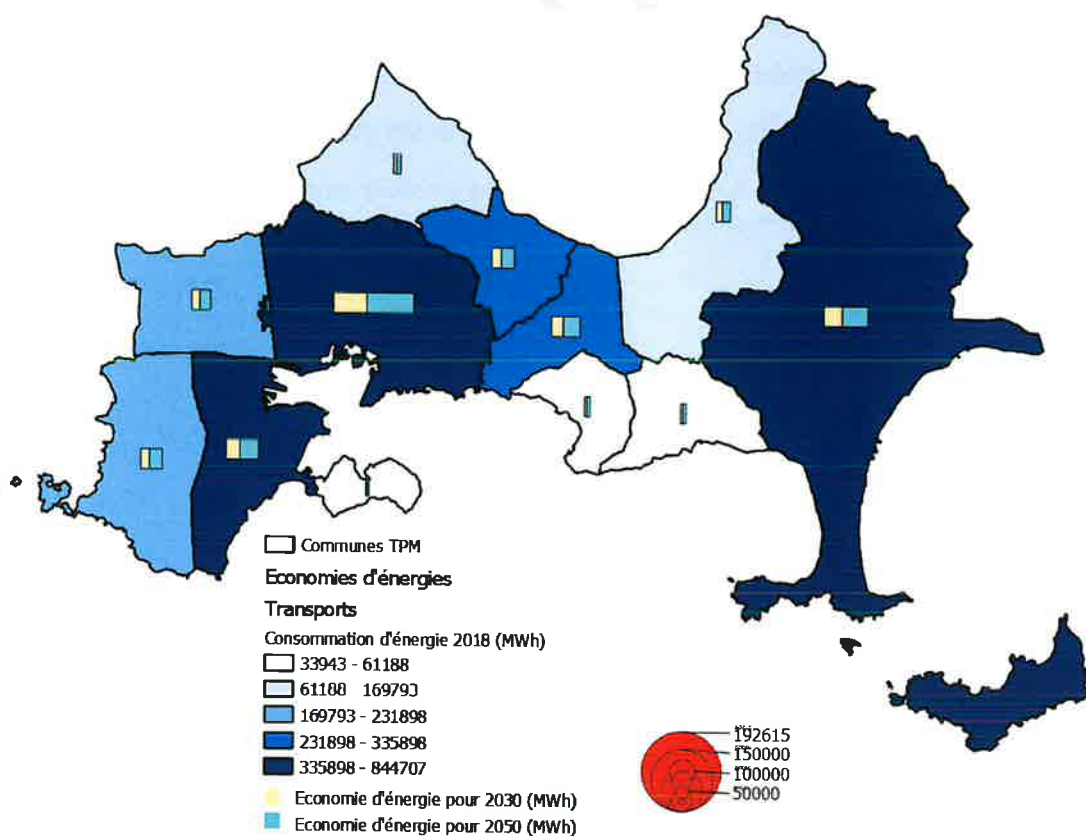 Communes TPM
Economies d'énergies
Transports
Consommation d'énergie 2018 (MWh)
33943 - 61188
61188 169793
169793 - 231898
231898 - 335898
335898 - 844707
Economie d'énergie pour 2030 (MWh)
Economie d'énergie pour 2050 (MWh)
192615
150000
100000
50000